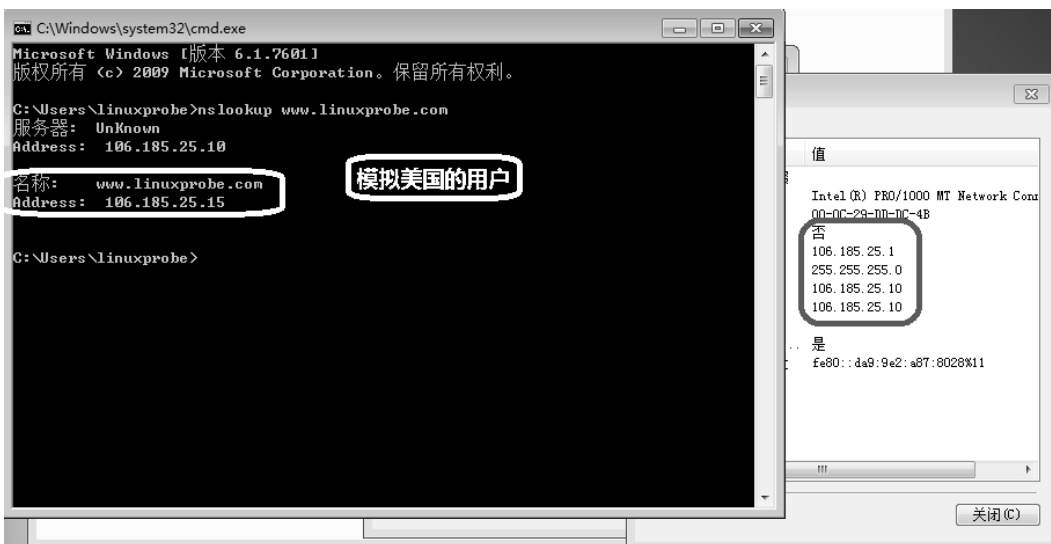 C:\Windows\system32\cmd.exe
Microsoft Windows [版本 6.1.7601]
版权所有 (c) 2009 Microsoft Corporation。保留所有权利。
C:\Users\linuxprobe>nslookup www.linuxprobe.com
服务器:  UnKnown
Address:  106.185.25.10
名称:    www.linuxprobe.com
Address:  106.185.25.15
模拟美国的用户
C:\Users\linuxprobe>
值
Intel(R) PRO/1000 MT Network Conn
00-0C-29-DD-DC-4B
否
106.185.25.1
255.255.255.0
106.185.25.10
106.185.25.10
.. 是
fe80::da9:9e2:a87:8028%11
关闭(C)